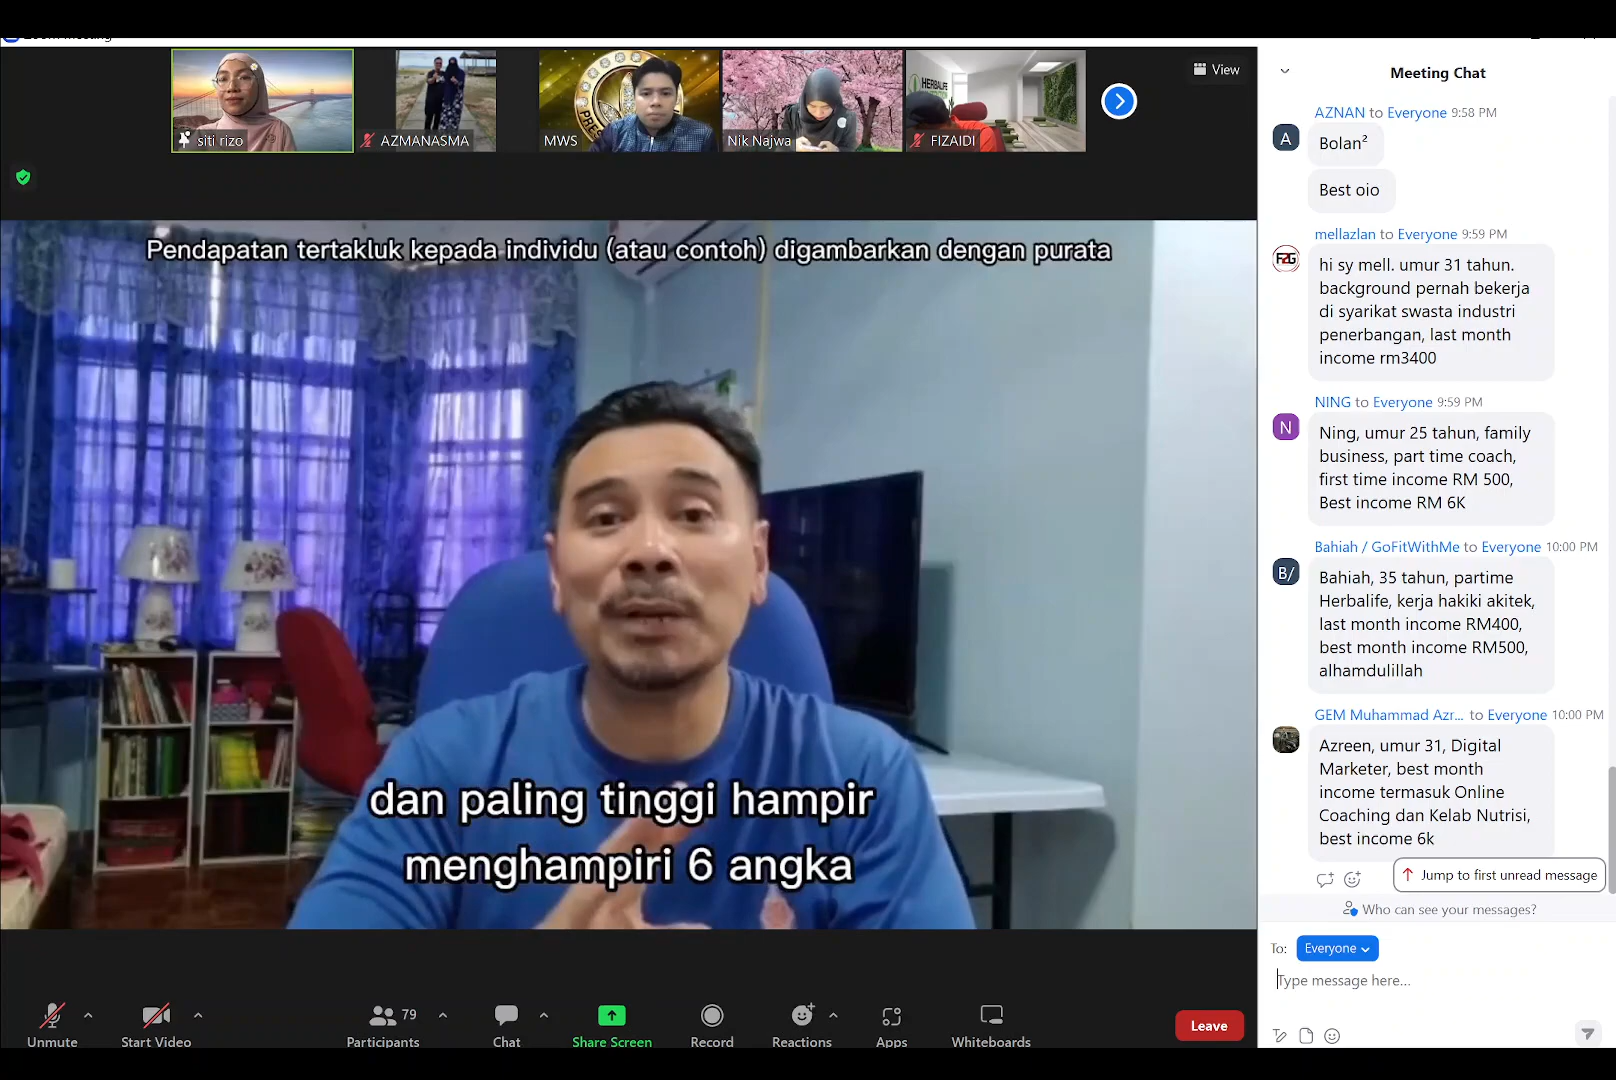 siti rizo
AZMANASMA
MWS
Nik Najwa
HERBALIFE
FIZAIDI
View
Pendapatan tertakluk kepada individu (atau contoh) digambarkan dengan purata
dan paling tinggi hampir
menghampiri 6 angka
Unmute
Start Video
79
Participants
Chat
Share Screen
Record
Reactions
Apps
Whiteboards
Leave
Meeting Chat
AZNAN to Everyone 9:58 PM
A
Bolan²
Best oio
mellazlan to Everyone 9:59 PM
F2G
hi sy mell. umur 31 tahun.
background pernah bekerja
di syarikat swasta industri
penerbangan, last month
income rm3400
NING to Everyone 9:59 PM
N
Ning, umur 25 tahun, family
business, part time coach,
first time income RM 500,
Best income RM 6K
Bahiah / GoFitWithMe to Everyone 10:00 PM
B/
Bahiah, 35 tahun, partime
Herbalife, kerja hakiki akitek,
last month income RM400,
best month income RM500,
alhamdulillah
GEM Muhammad Azr... to Everyone 10:00 PM
Azreen, umur 31, Digital
Marketer, best month
income termasuk Online
Coaching dan Kelab Nutrisi,
best income 6k
Jump to first unread message
Who can see your messages?
To: Everyone
Type message here...